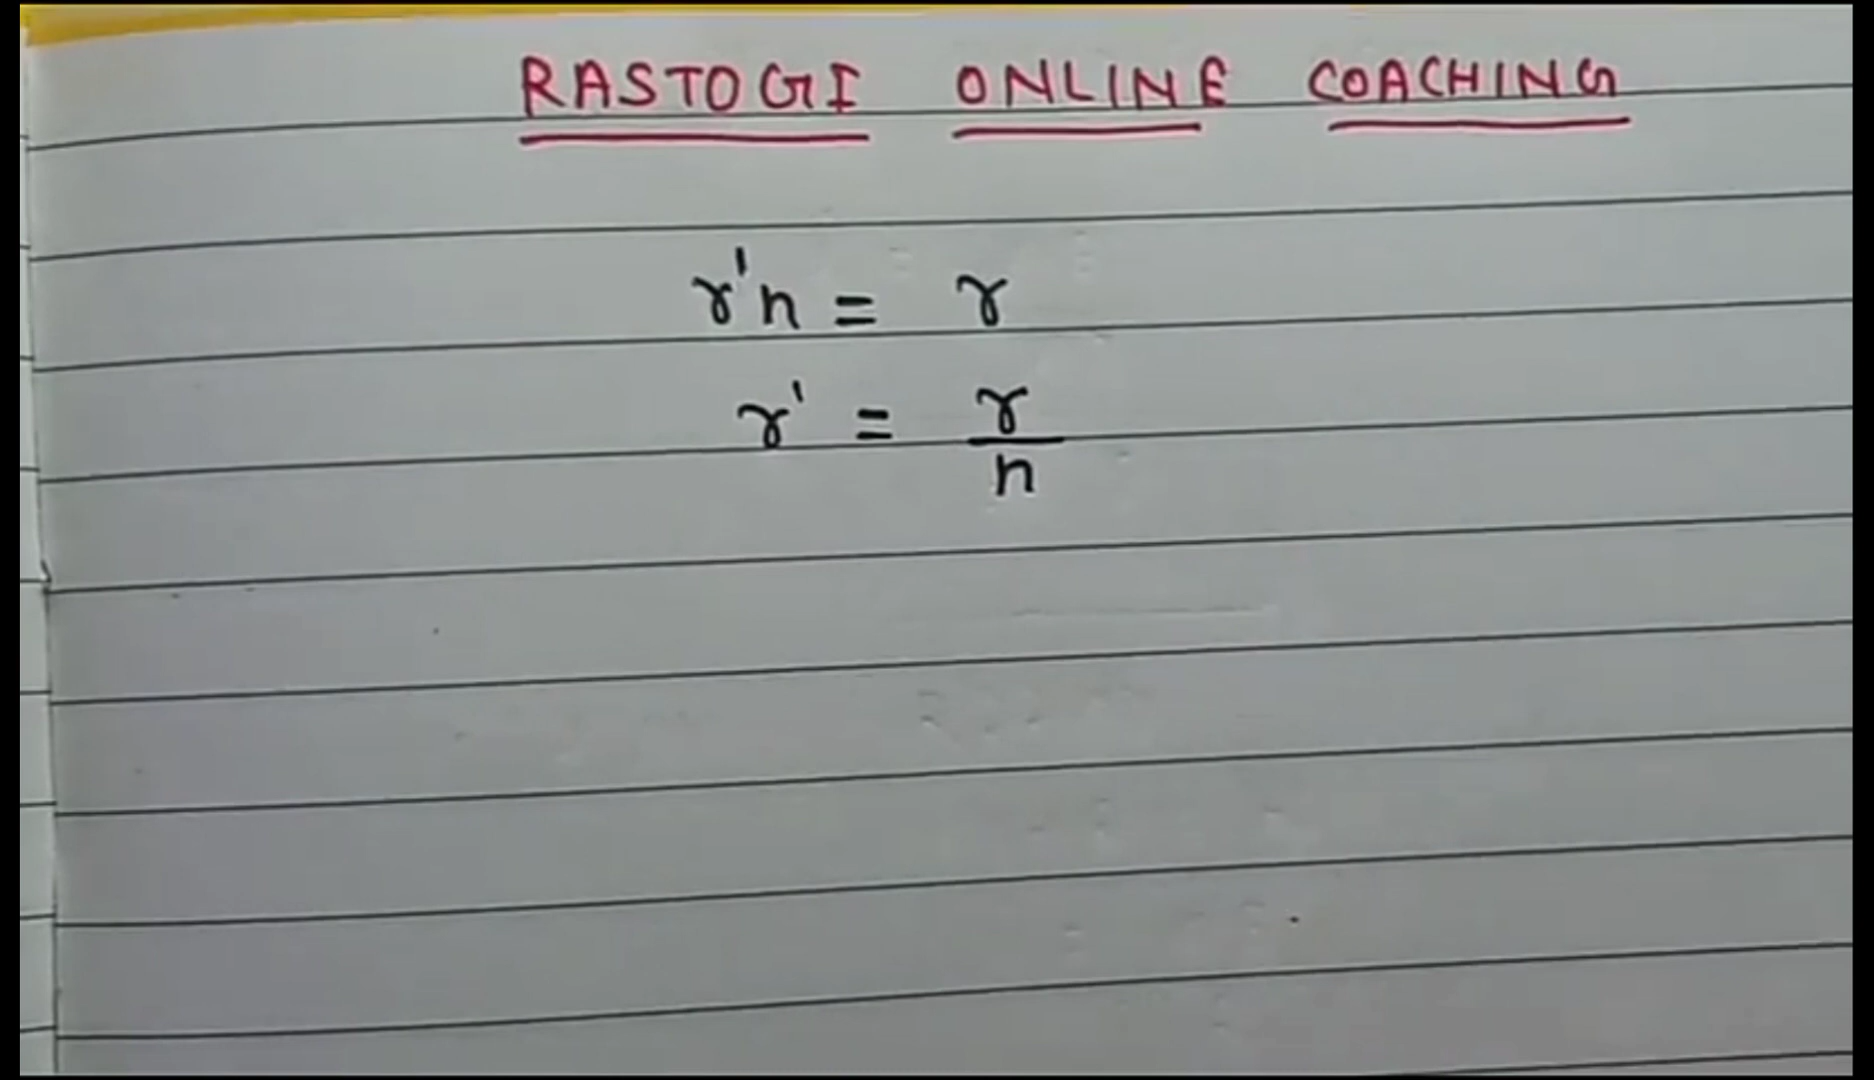 RASTOGI ONLINE COACHING
r'n = r
r' = r/n